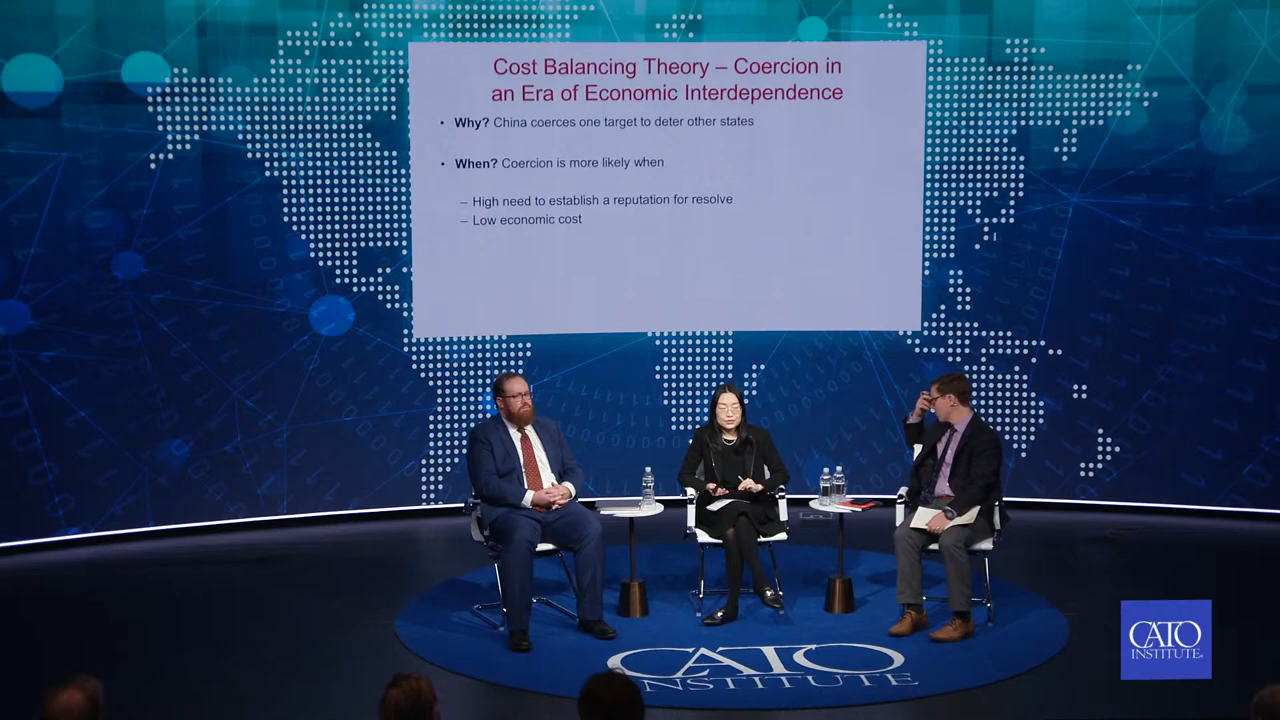 Cost Balancing Theory – Coercion in
an Era of Economic Interdependence
• Why? China coerces one target to deter other states
• When? Coercion is more likely when
– High need to establish a reputation for resolve
– Low economic cost
CATO
INSTITUTE
CATO
INSTITUTE